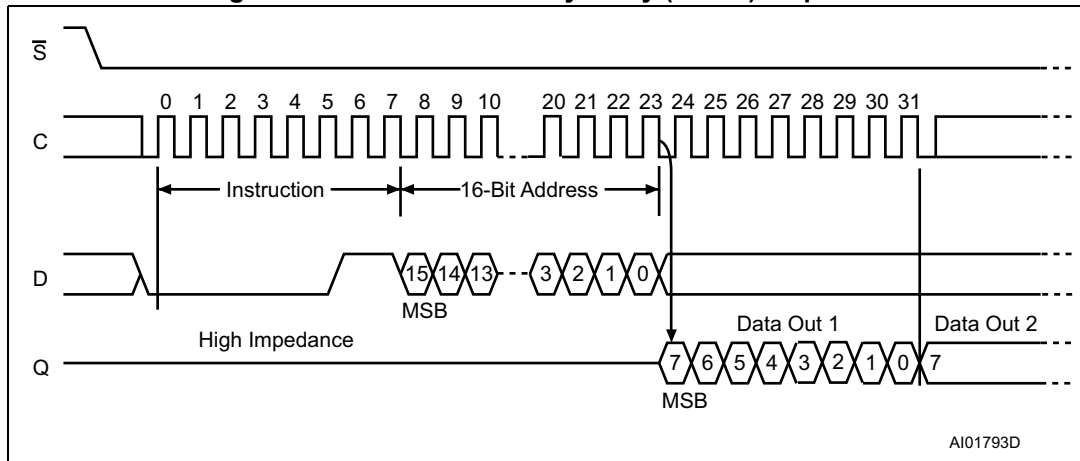 S
0 1 2 3 4 5 6 7 8 9 10 20 21 22 23 24 25 26 27 28 29 30 31
C
Instruction 16-Bit Address
D 15 14 13 3 2 1 0
MSB
High Impedance Data Out 1 Data Out 2
Q 7 6 5 4 3 2 1 0 7
MSB
AI01793D